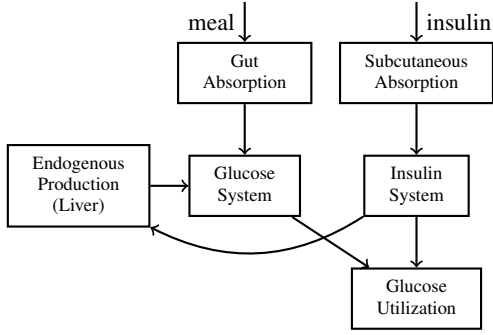 meal
insulin
Gut
Absorption
Subcutaneous
Absorption
Endogenous
Production
(Liver)
Glucose
System
Insulin
System
Glucose
Utilization